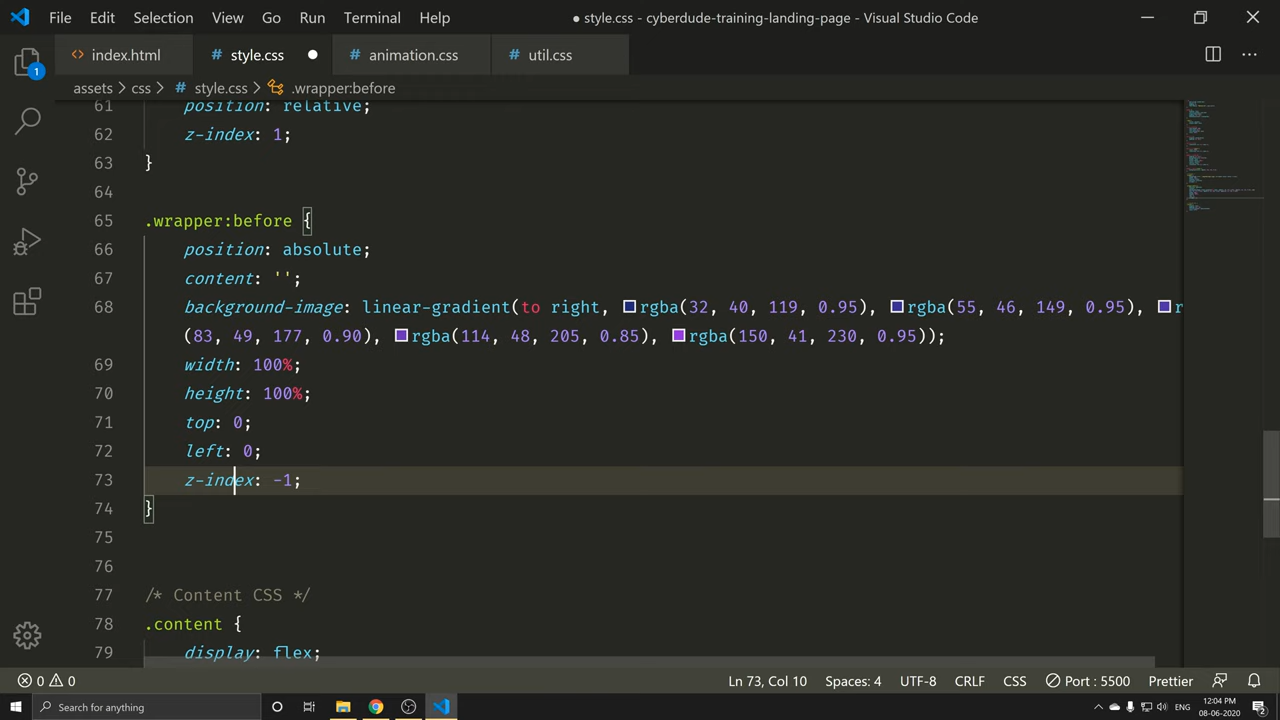 File Edit Selection View Go Run Terminal Help
● style.css - cyberdude-training-landing-page - Visual Studio Code
1
<> index.html
# style.css ●
# animation.css
# util.css
assets > css > # style.css > .wrapper:before
61 position: relative;
62 z-index: 1;
63 }
64
65 .wrapper:before {
66 position: absolute;
67 content: '';
68 background-image: linear-gradient(to right, rgba(32, 40, 119, 0.95), rgba(55, 46, 149, 0.95), r
(83, 49, 177, 0.90), rgba(114, 48, 205, 0.85), rgba(150, 41, 230, 0.95));
69 width: 100%;
70 height: 100%;
71 top: 0;
72 left: 0;
73 z-index: -1;
74 }
75
76
77 /* Content CSS */
78 .content {
79 display: flex;
0 0 Ln 73, Col 10 Spaces: 4 UTF-8 CRLF CSS Port : 5500 Prettier
Search for anything
ENG
12:04 PM
08-06-2020
2